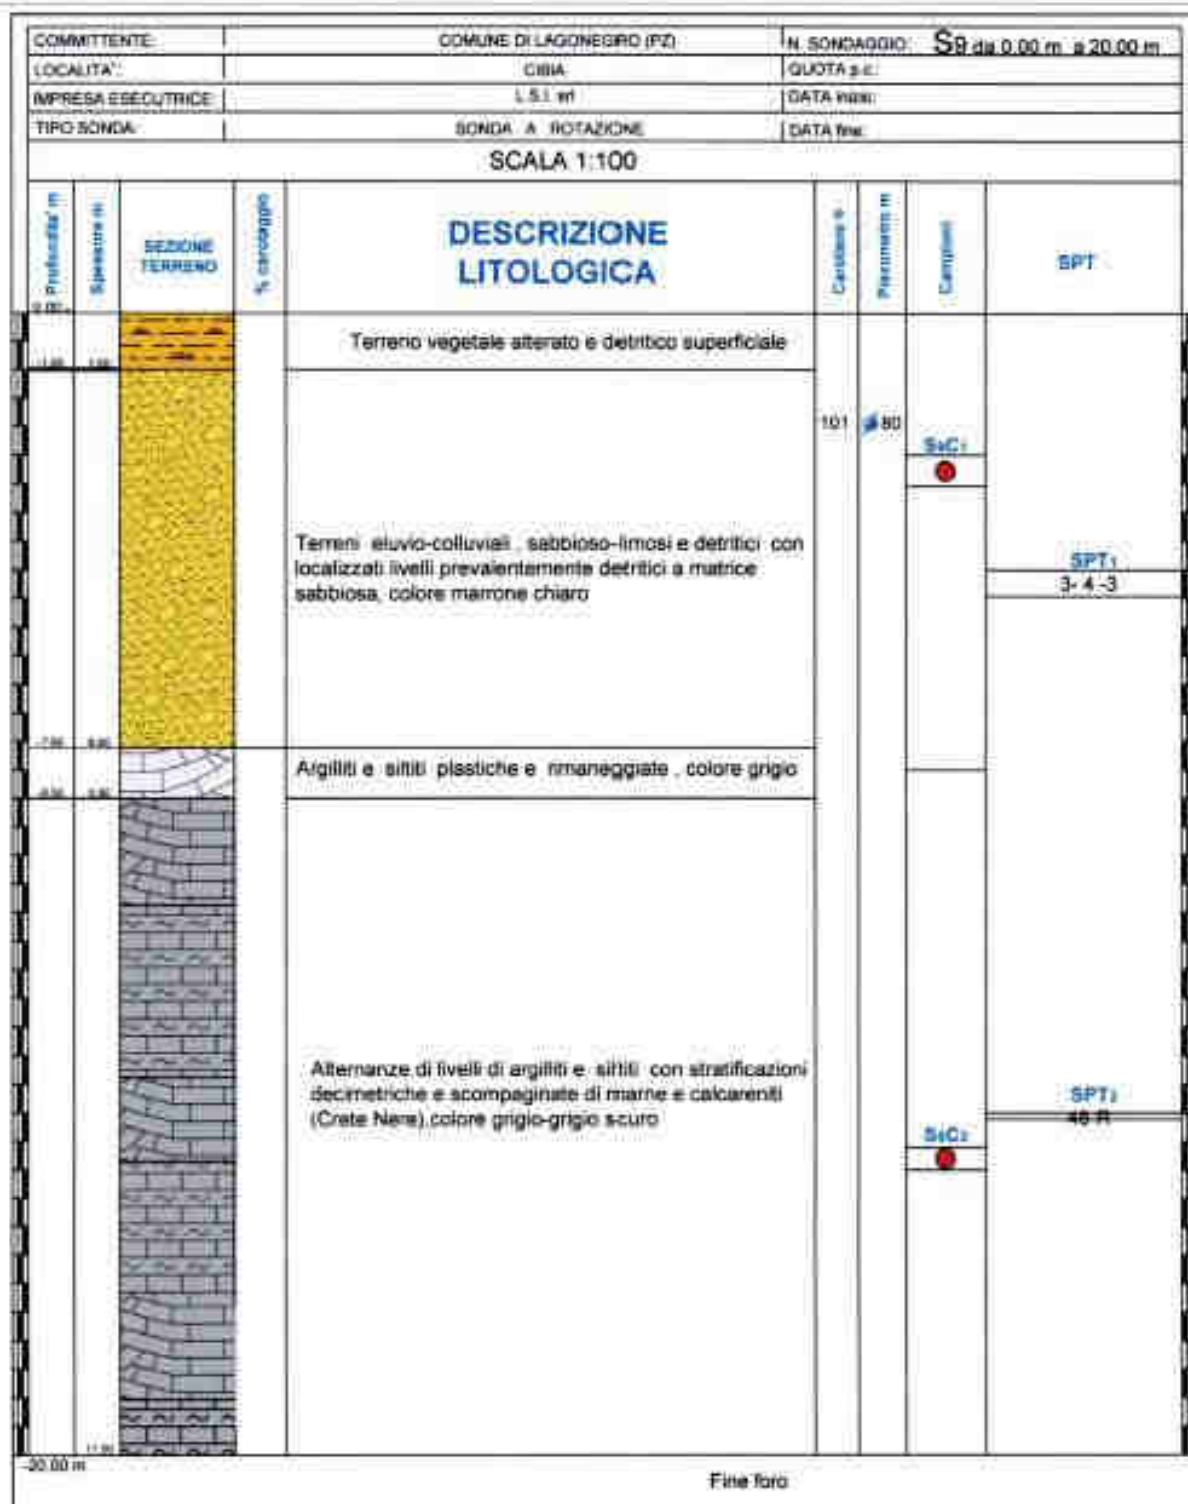 COMMITTENTE: COMUNE DI LAGONEGRO (PZ) N. SONDAGGIO: S9 da 0.00 m a 20.00 m
LOCALITA': CIBIA QUOTA p.c.:
IMPRESA ESECUTRICE: L.S.I. srl DATA inizio:
TIPO SONDA: SONDA A ROTAZIONE DATA fine:
SCALA 1:100
Profondita' m
Spessore m
SEZIONE
TERRENO
% carotaggio
DESCRIZIONE
LITOLOGICA
Carotiere ø
Piezometro m
Campioni
SPT
0.00
Terreno vegetale alterato e detritico superficiale
101 80
S9C1
Terreni eluvio-colluviali , sabbioso-limosi e detritici con
localizzati livelli prevalentemente detritici a matrice
sabbiosa, colore marrone chiaro
SPT1
3- 4 -3
Argilliti e siltiti plastiche e rimaneggiate , colore grigio
Alternanze di livelli di argilliti e siltiti con stratificazioni
decimetriche e scompaginate di marne e calcareniti
(Crete Nere),colore grigio-grigio scuro
SPT2
S9C2
-20.00 m
Fine foro